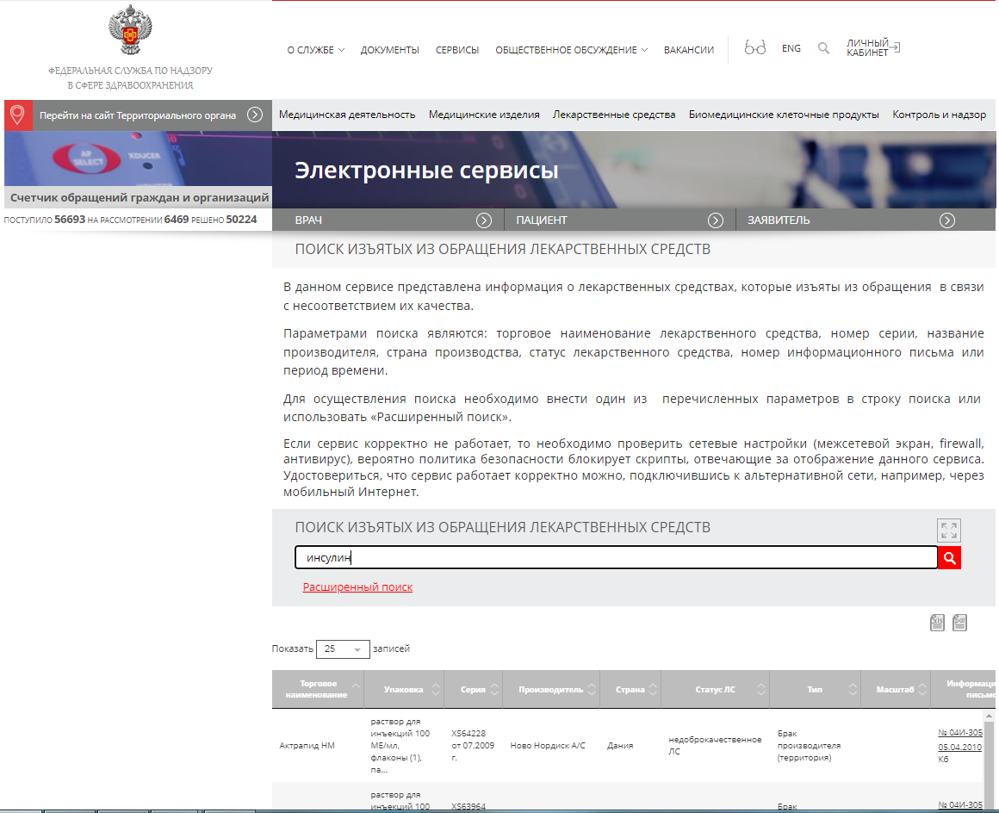 ФЕДЕРАЛЬНАЯ СЛУЖБА ПО НАДЗОРУ
В СФЕРЕ ЗДРАВООХРАНЕНИЯ
О СЛУЖБЕ
ДОКУМЕНТЫ
СЕРВИСЫ
ОБЩЕСТВЕННОЕ ОБСУЖДЕНИЕ
ВАКАНСИИ
ENG
ЛИЧНЫЙ
КАБИНЕТ
Перейти на сайт Территориального органа
Медицинская деятельность
Медицинские изделия
Лекарственные средства
Биомедицинские клеточные продукты
Контроль и надзор
AP
SELECT
XDUCER
Электронные сервисы
Счетчик обращений граждан и организаций
ПОСТУПИЛО 56693 НА РАССМОТРЕНИИ 6469 РЕШЕНО 50224
ВРАЧ
ПАЦИЕНТ
ЗАЯВИТЕЛЬ
ПОИСК ИЗЪЯТЫХ ИЗ ОБРАЩЕНИЯ ЛЕКАРСТВЕННЫХ СРЕДСТВ
В данном сервисе представлена информация о лекарственных средствах, которые изъяты из обращения в связи
с несоответствием их качества.
Параметрами поиска являются: торговое наименование лекарственного средства, номер серии, название
производителя, страна производства, статус лекарственного средства, номер информационного письма или
период времени.
Для осуществления поиска необходимо внести один из перечисленных параметров в строку поиска или
использовать «Расширенный поиск».
Если сервис корректно не работает, то необходимо проверить сетевые настройки (межсетевой экран, firewall,
антивирус), вероятно политика безопасности блокирует скрипты, отвечающие за отображение данного сервиса.
Удостовериться, что сервис работает корректно можно, подключившись к альтернативной сети, например, через
мобильный Интернет.
ПОИСК ИЗЪЯТЫХ ИЗ ОБРАЩЕНИЯ ЛЕКАРСТВЕННЫХ СРЕДСТВ
инсулин
Расширенный поиск
xls
Показать 25 записей
Торговое
наименование
Упаковка
Серия
Производитель
Страна
Статус ЛС
Тип
Масштаб
Информаци
письмо
Актрапид НМ
раствор для
инъекций 100
МЕ/мл,
флаконы (1),
па...
XS64228
от 07.2009
г.
Ново Нордиск А/С
Дания
недоброкачественное
ЛС
Брак
производителя
(территория)
№ 04И-305
05.04.2010
Кб
раствор для
инъекций 100
XS63964
Брак
№ 04И-305